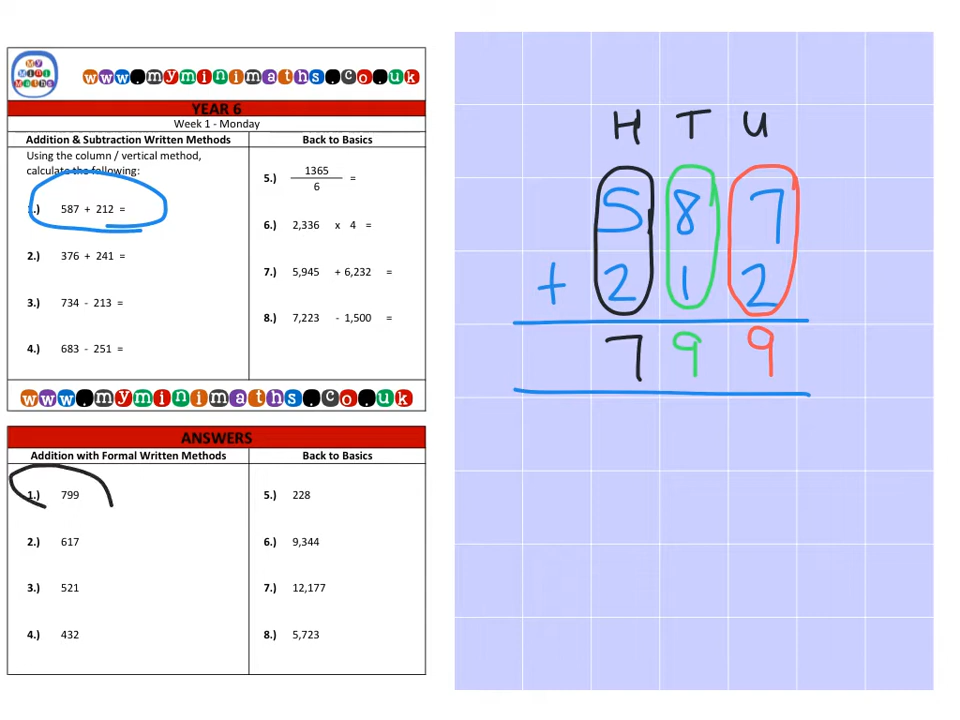 My
Mini
Maths
www.myminimaths.co.uk
YEAR 6
Week 1 - Monday
Addition & Subtraction Written Methods
Using the column / vertical method,
calculate the following:
1.) 587 + 212 =
2.) 376 + 241 =
3.) 734 - 213 =
4.) 683 - 251 =
Back to Basics
5.) 1365
6 =
6.) 2,336 x 4 =
7.) 5,945 + 6,232 =
8.) 7,223 - 1,500 =
www.myminimaths.co.uk
ANSWERS
Addition with Formal Written Methods
1.) 799
2.) 617
3.) 521
4.) 432
Back to Basics
5.) 228
6.) 9,344
7.) 12,177
8.) 5,723
H T U
5 8 7
+ 2 1 2
7 9 9